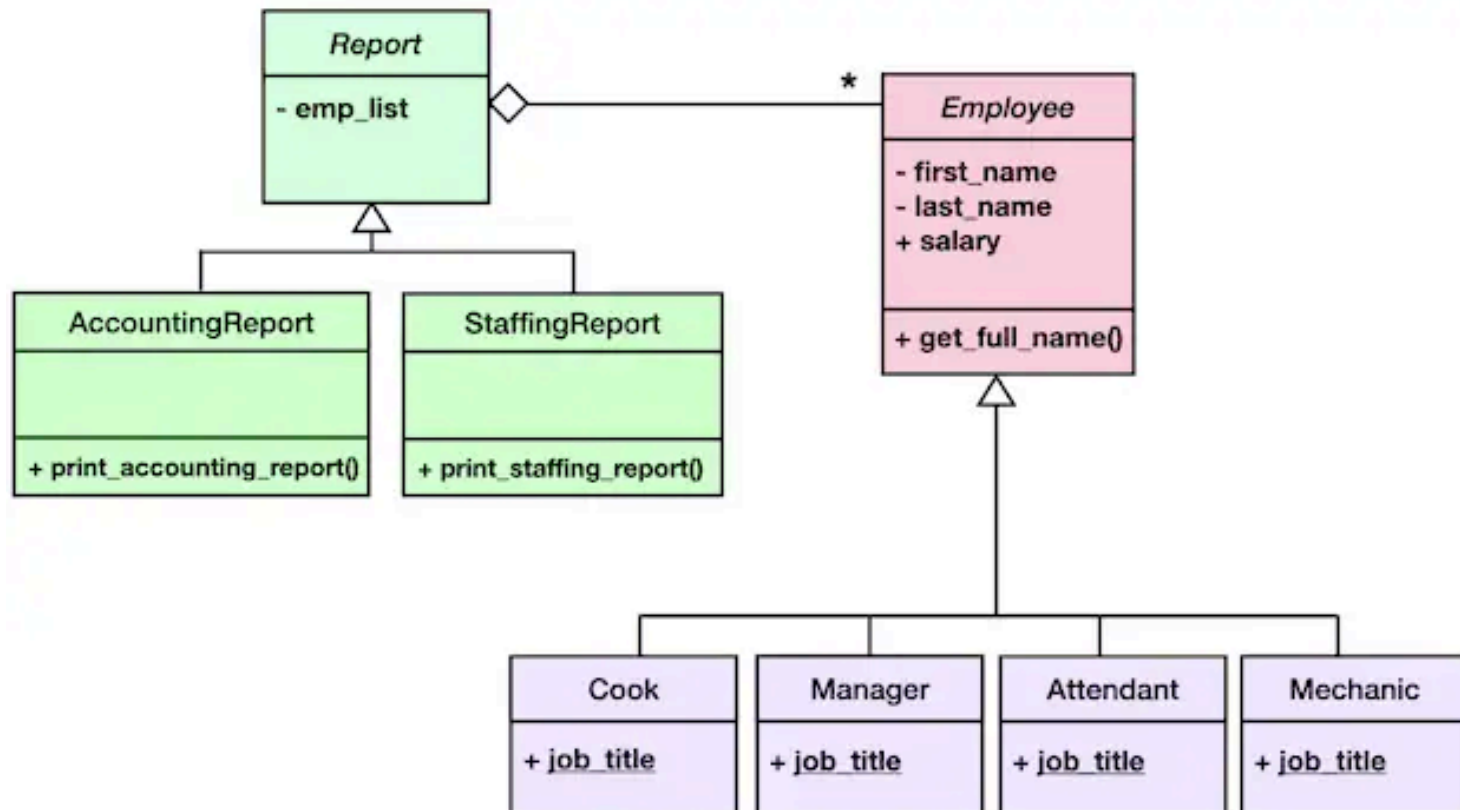 Report
- emp_list
*
Employee
- first_name
- last_name
+ salary
+ get_full_name()
AccountingReport
+ print_accounting_report()
StaffingReport
+ print_staffing_report()
Cook
+ job_title
Manager
+ job_title
Attendant
+ job_title
Mechanic
+ job_title